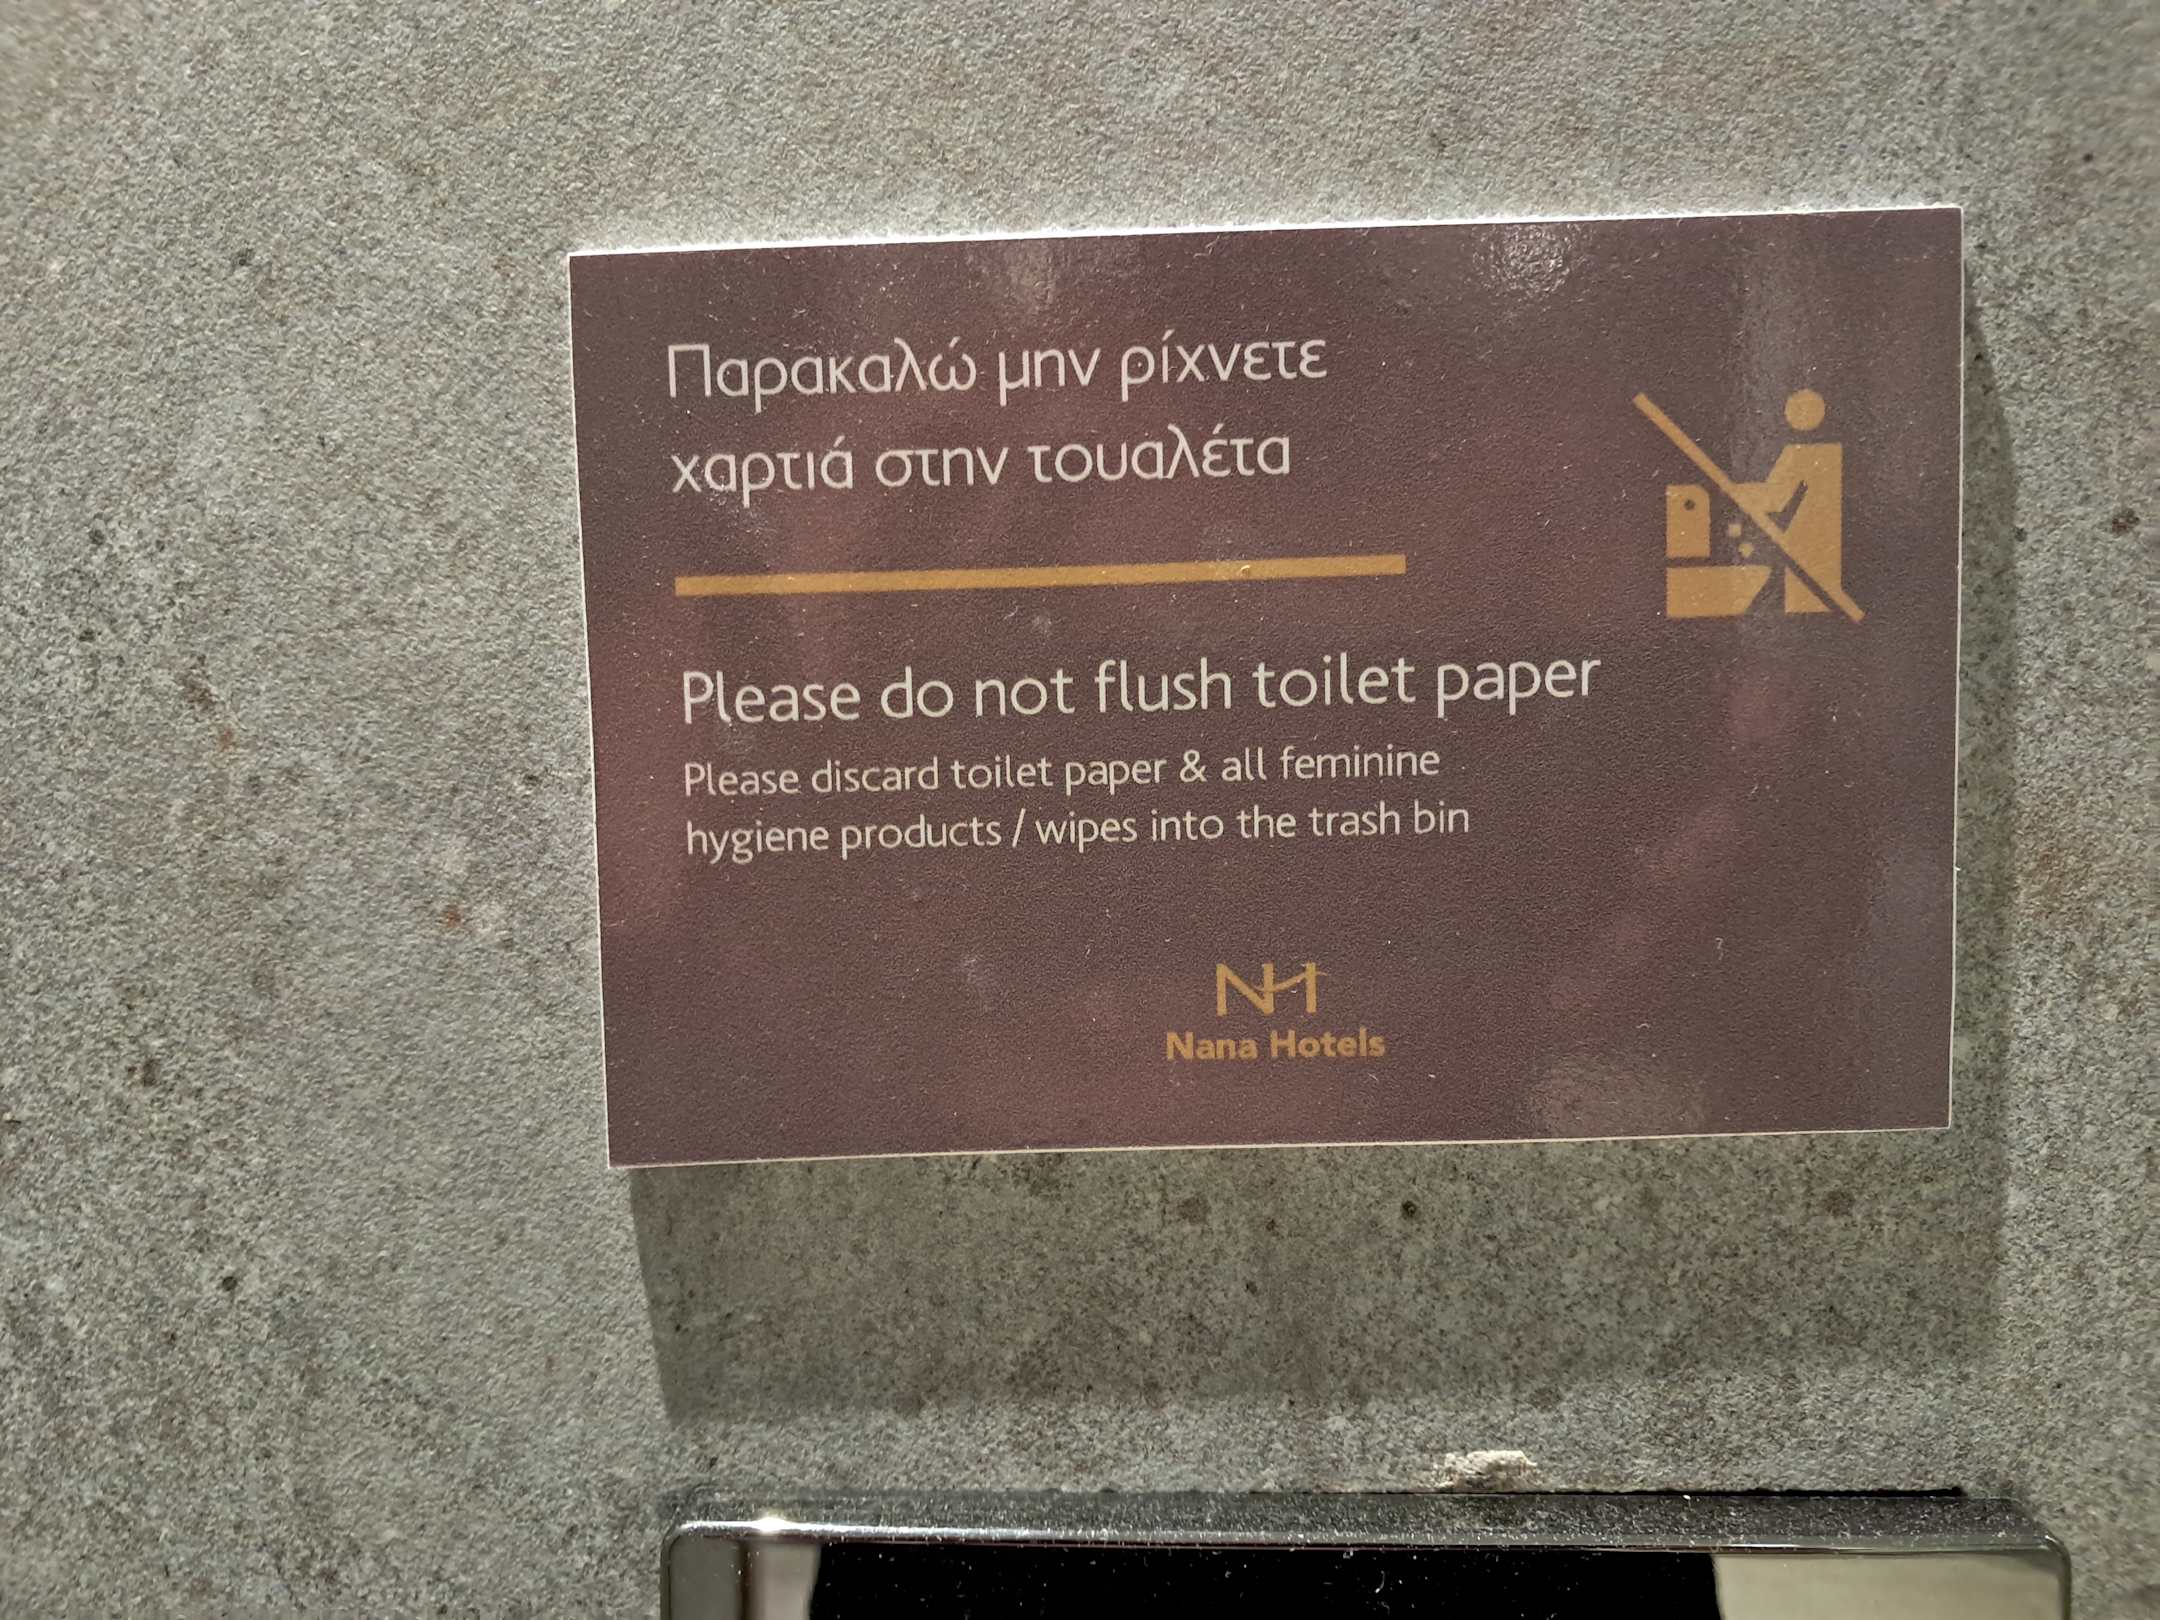 Παρακαλώ μην ρίχνετε
χαρτιά στην τουαλέτα
Please do not flush toilet paper
Please discard toilet paper & all feminine
hygiene products / wipes into the trash bin
NH
Nana Hotels